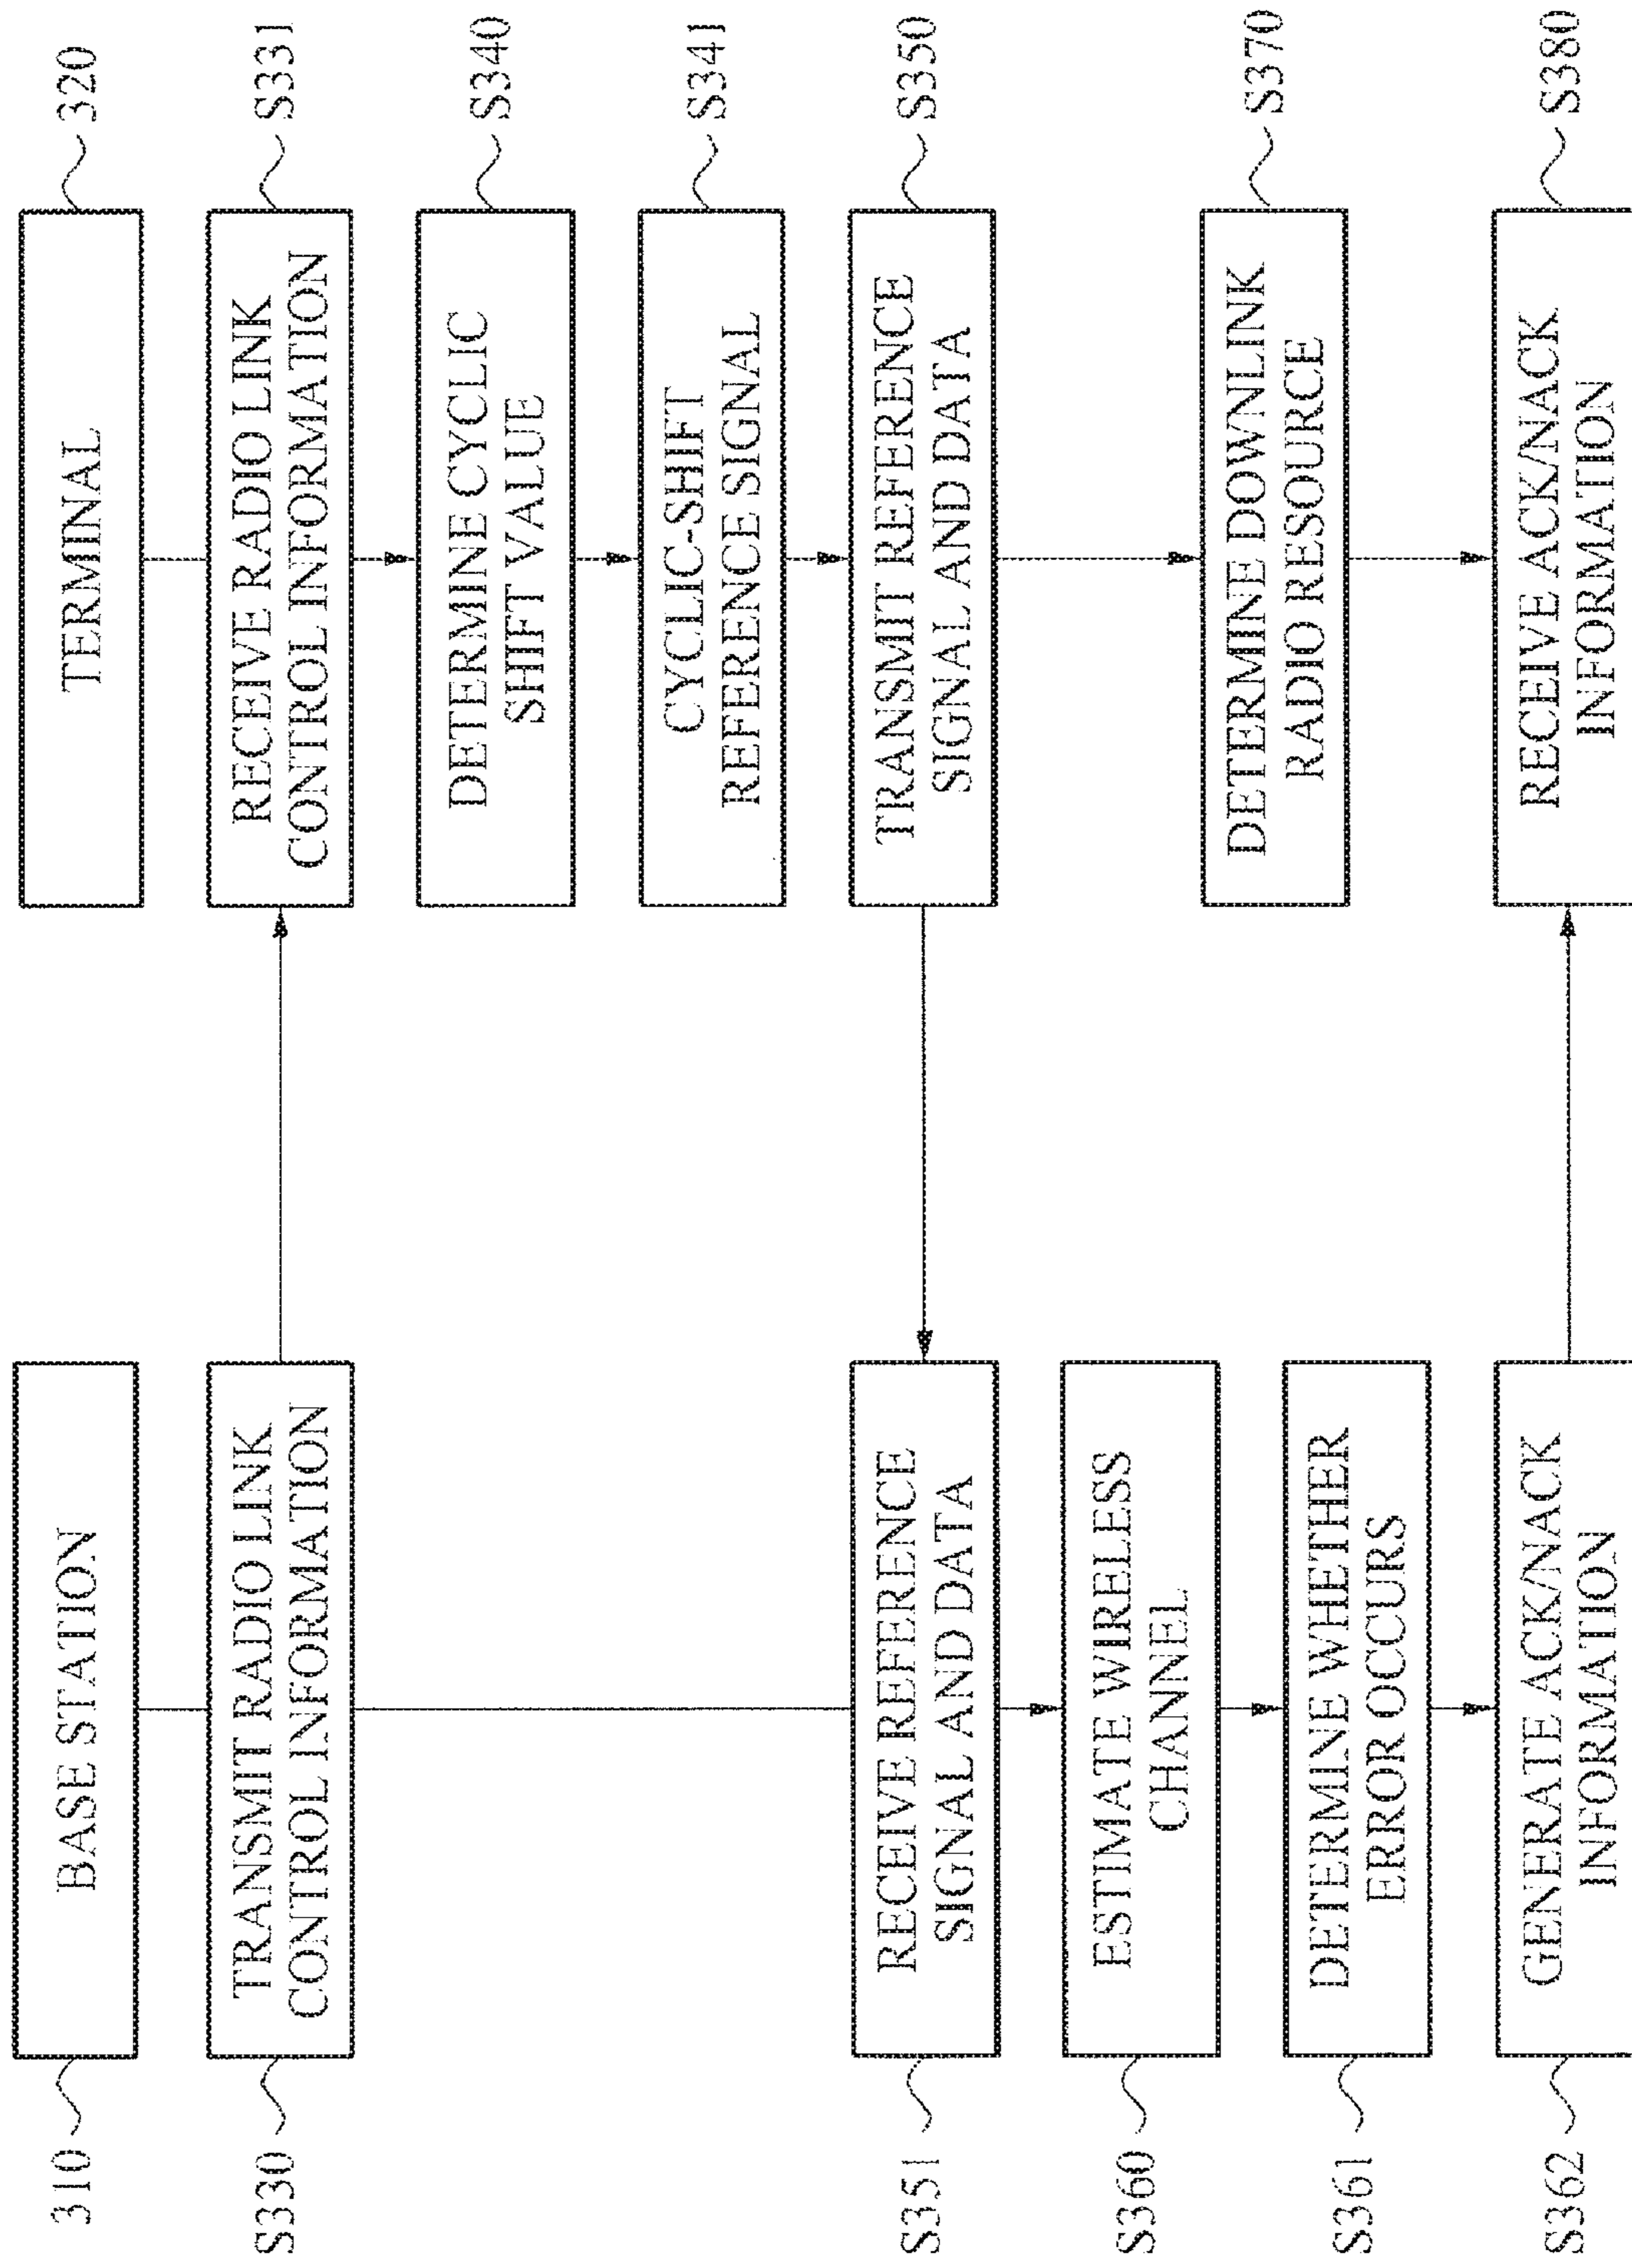 310
BASE STATION
TERMINAL
320
S330
TRANSMIT RADIO LINK
CONTROL INFORMATION
RECEIVE RADIO LINK
CONTROL INFORMATION
S331
DETERMINE CYCLIC
SHIFT VALUE
S340
CYCLIC-SHIFT
REFERENCE SIGNAL
S341
S351
RECEIVE REFERENCE
SIGNAL AND DATA
TRANSMIT REFERENCE
SIGNAL AND DATA
S350
S360
ESTIMATE WIRELESS
CHANNEL
S361
DETERMINE WHETHER
ERROR OCCURS
DETERMINE DOWNLINK
RADIO RESOURCE
S370
S362
GENERATE ACK/NACK
INFORMATION
RECEIVE ACK/NACK
INFORMATION
S380